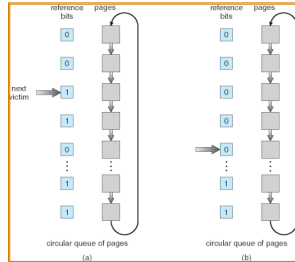 reference pages
bits
0
0
next
victim
1
1
0
1
1
circular queue of pages
(a)
reference pages
bits
0
0
0
0
0
1
1
circular queue of pages
(b)